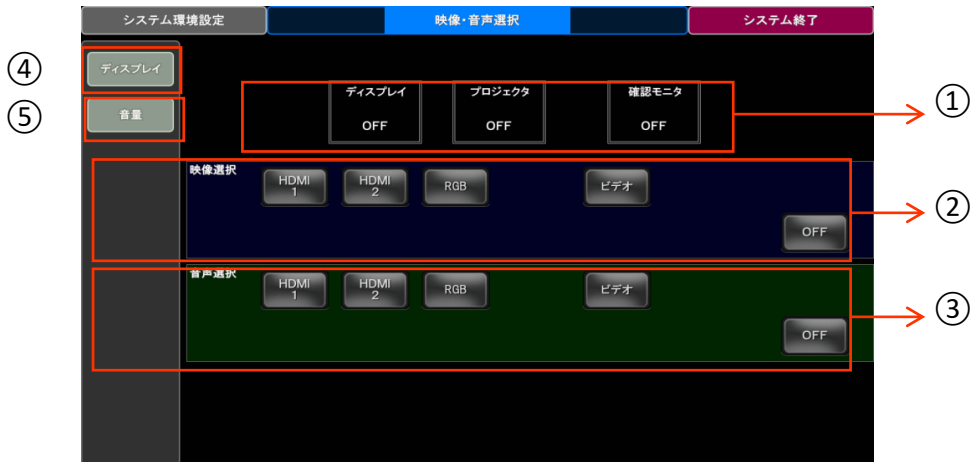 システム環境設定
映像・音声選択
システム終了
④
ディスプレイ
⑤
音量
ディスプレイ
OFF
プロジェクタ
OFF
確認モニタ
OFF
①
映像選択
HDMI
1
HDMI
2
RGB
ビデオ
OFF
②
音声選択
HDMI
1
HDMI
2
RGB
ビデオ
OFF
③